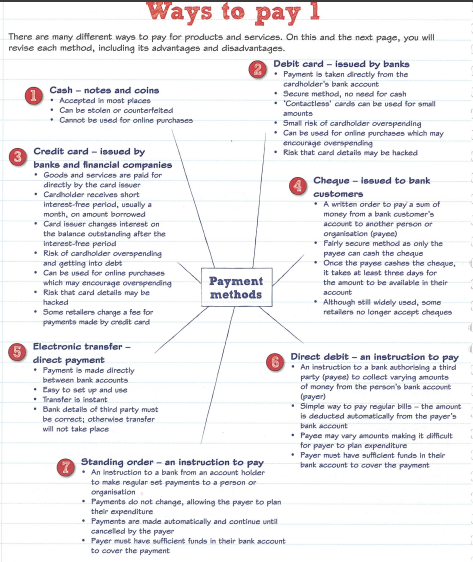 Ways to pay 1
There are many different ways to pay for products and services. On this and the next page, you will
revise each method, including its advantages and disadvantages.
1 Cash – notes and coins
• Accepted in most places
• Can be stolen or counterfeited
• Cannot be used for online purchases
2 Debit card – issued by banks
• Payment is taken directly from the
cardholder's bank account
• Secure method, no need for cash
• 'Contactless' cards can be used for small
amounts
• Small risk of cardholder overspending
• Can be used for online purchases which may
encourage overspending
• Risk that card details may be hacked
3 Credit card – issued by
banks and financial companies
• Goods and services are paid for
directly by the card issuer
• Cardholder receives short
interest-free period, usually a
month, on amount borrowed
• Card issuer charges interest on
the balance outstanding after the
interest-free period
• Risk of cardholder overspending
and getting into debt
• Can be used for online purchases
which may encourage overspending
• Risk that card details may be
hacked
• Some retailers charge a fee for
payments made by credit card
4 Cheque – issued to bank
customers
• A written order to pay a sum of
money from a bank customer's
account to another person or
organisation (payee)
• Fairly secure method as only the
payee can cash the cheque
• Once the payee cashes the cheque,
it takes at least three days for
the amount to be available in their
account
• Although still widely used, some
retailers no longer accept cheques
Payment
methods
5 Electronic transfer –
direct payment
• Payment is made directly
between bank accounts
• Easy to set up and use
• Transfer is instant
• Bank details of third party must
be correct; otherwise transfer
will not take place
6 Direct debit – an instruction to pay
• An instruction to a bank authorising a third
party (payee) to collect varying amounts
of money from the person's bank account
(payer)
• Simple way to pay regular bills – the amount
is deducted automatically from the payer's
bank account
• Payee may vary amounts making it difficult
for payer to plan expenditure
• Payer must have sufficient funds in their
bank account to cover the payment
7 Standing order – an instruction to pay
• An instruction to a bank from an account holder
to make regular set payments to a person or
organisation
• Payments do not change, allowing the payer to plan
their expenditure
• Payments are made automatically and continue until
cancelled by the payer
• Payer must have sufficient funds in their bank account
to cover the payment